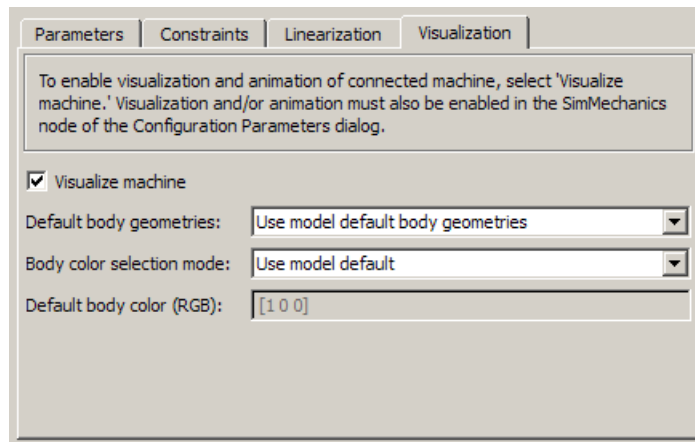 Parameters Constraints Linearization Visualization
To enable visualization and animation of connected machine, select 'Visualize
machine.' Visualization and/or animation must also be enabled in the SimMechanics
node of the Configuration Parameters dialog.
Visualize machine
Default body geometries: Use model default body geometries
Body color selection mode: Use model default
Default body color (RGB): [1 0 0]